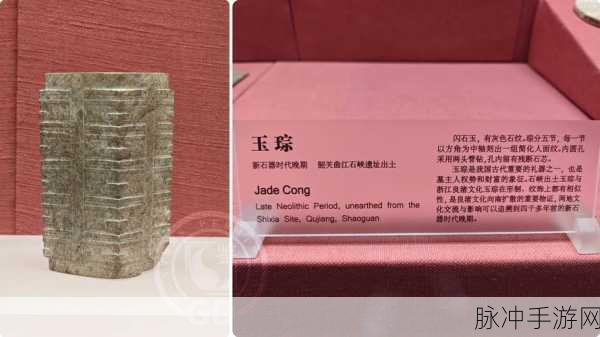 玉琮
新石器时代晚期 韶关曲江石峡遗址出土
Jade Cong
Late Neolithic Period, unearthed from the
Shixia Site, Qujiang, Shaoguan
闪石玉，有灰色石纹。琮分五节，每一节
以方角为中轴刻出一组简化人面纹。内圆孔
采用两头管钻，孔内留有残断石芯。
玉琮是我国古代重要的礼器之一，也是
墓主人权势和财富的象征。石峡出土玉琮与
浙江良渚文化玉琮在形制、纹饰上都有相似
性，是良渚文化向南扩散的重要物证，两地文
化交流与影响可以追溯到四千多年前的新石
器时代晚期。
脉冲手游网